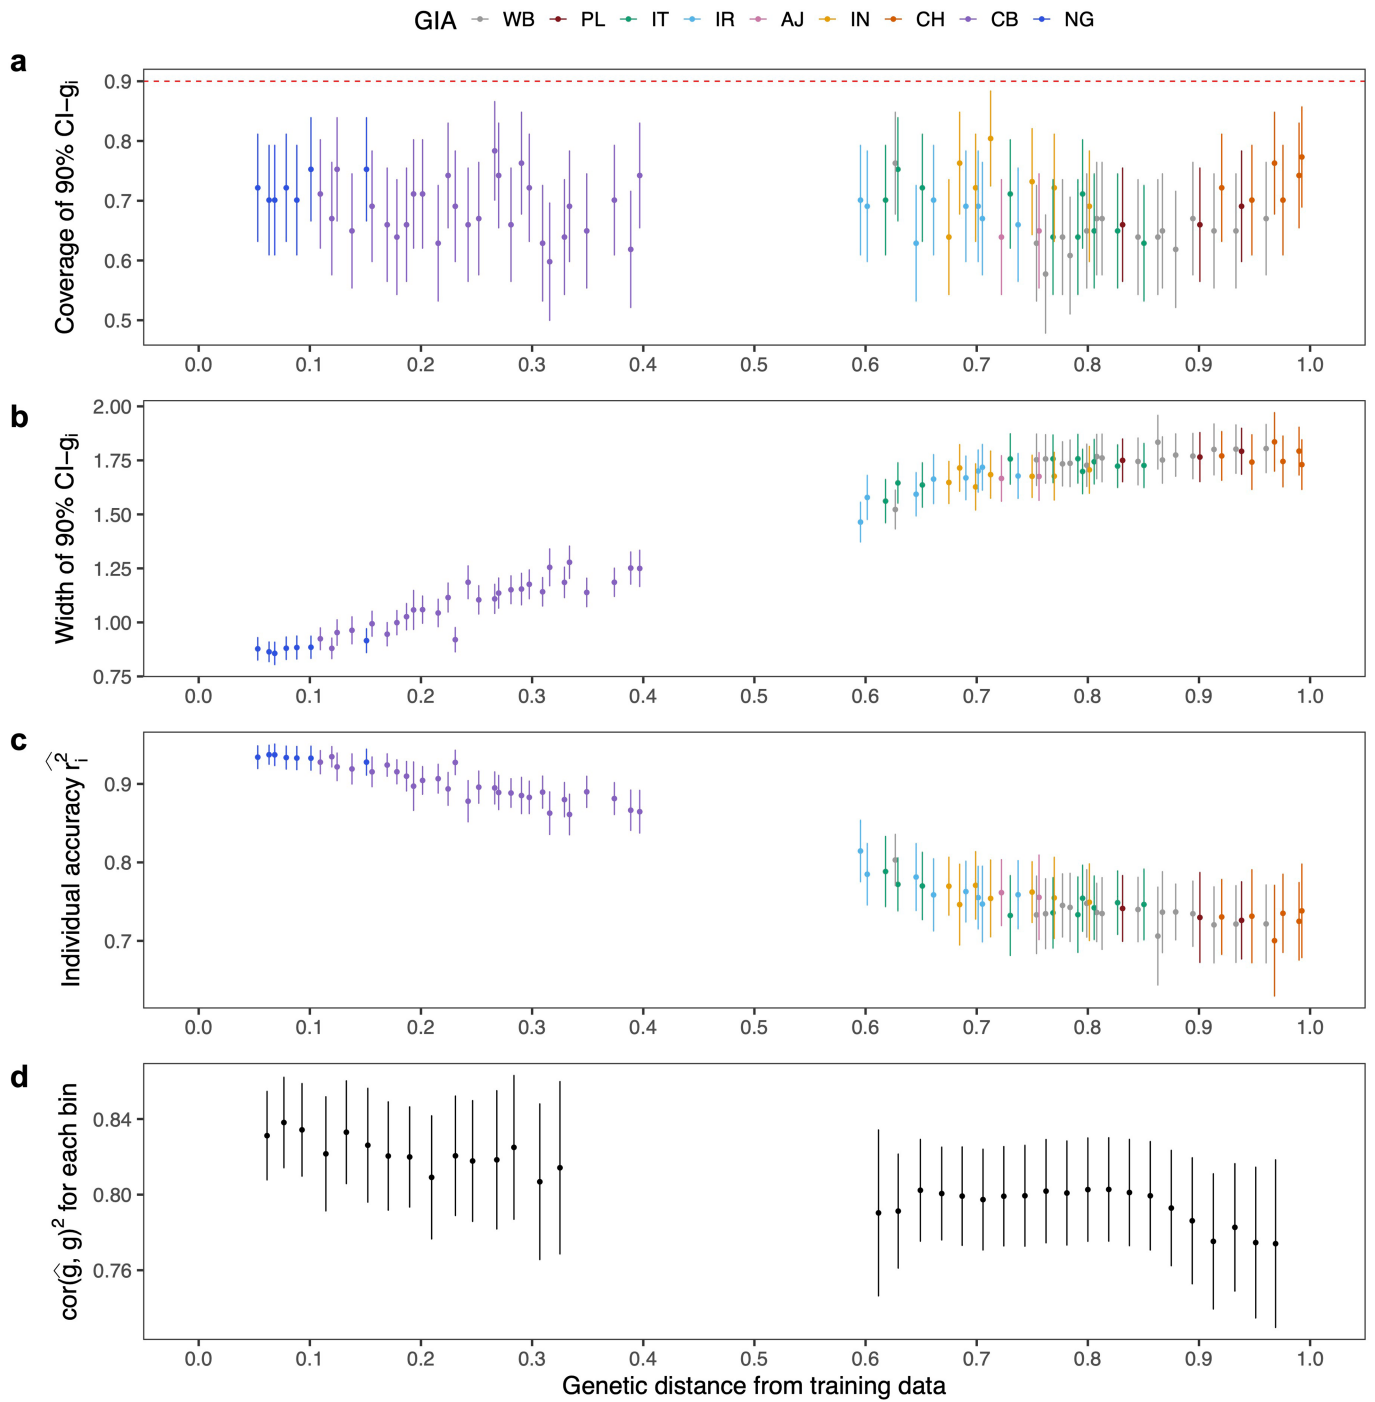 GIA WB PL IT IR AJ IN CH CB NG
a
Coverage of 90% CI−gᵢ
0.9
0.8
0.7
0.6
0.5
0.0 0.1 0.2 0.3 0.4 0.5 0.6 0.7 0.8 0.9 1.0
b
Width of 90% CI−gᵢ
2.00
1.75
1.50
1.25
1.00
0.75
0.0 0.1 0.2 0.3 0.4 0.5 0.6 0.7 0.8 0.9 1.0
c
Individual accuracy r̂ᵢ²
0.9
0.8
0.7
0.0 0.1 0.2 0.3 0.4 0.5 0.6 0.7 0.8 0.9 1.0
d
cor(ĝ, g)² for each bin
0.84
0.80
0.76
0.0 0.1 0.2 0.3 0.4 0.5 0.6 0.7 0.8 0.9 1.0
Genetic distance from training data